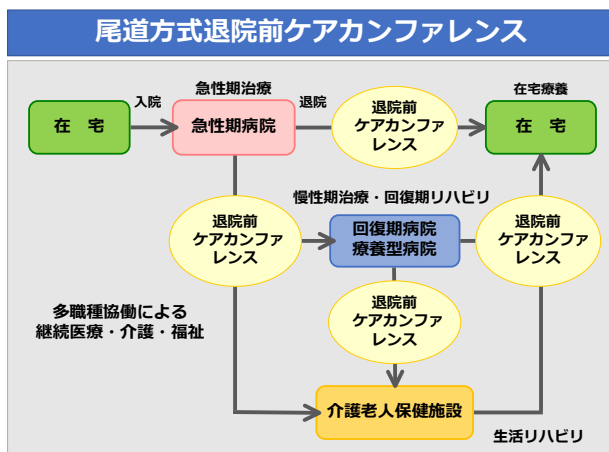 尾道方式退院前ケアカンファレンス
急性期治療
在宅療養
入院
退院
在　宅
急性期病院
退院前
ケアカンファ
レンス
在　宅
慢性期治療・回復期リハビリ
退院前
ケアカンファ
レンス
回復期病院
療養型病院
退院前
ケアカンファ
レンス
多職種協働による
継続医療・介護・福祉
退院前
ケアカンファ
レンス
介護老人保健施設
生活リハビリ